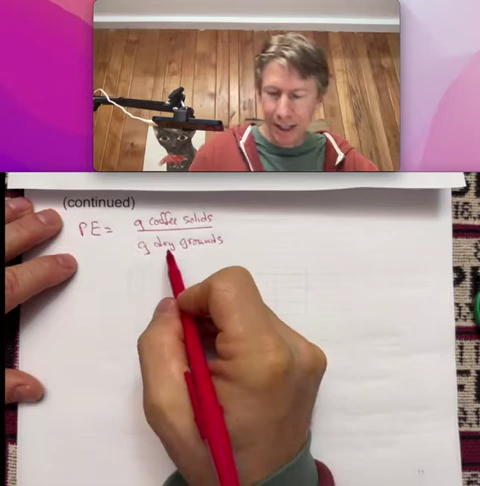 (continued)
PE = g coffee solids
g dry grounds